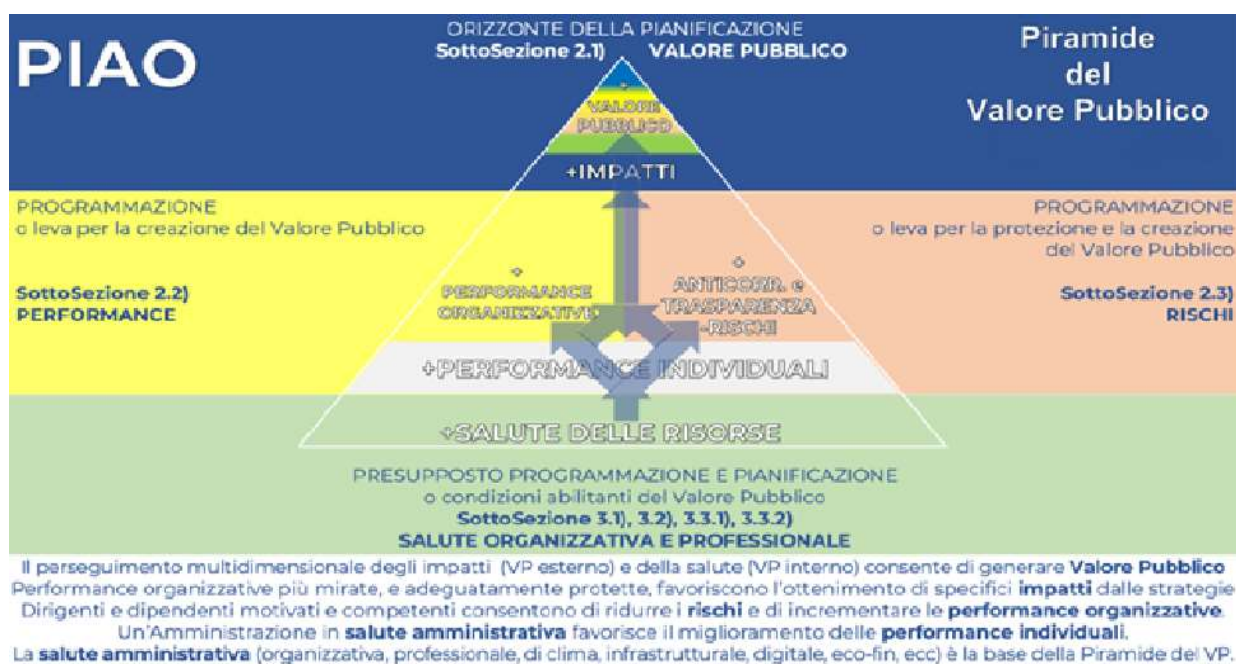 PIAO
ORIZZONTE DELLA PIANIFICAZIONE
SottoSezione 2.1) VALORE PUBBLICO
Piramide
del
Valore Pubblico
+
VALORE
PUBBLICO
+IMPATTI
PROGRAMMAZIONE
o leva per la creazione del Valore Pubblico
SottoSezione 2.2)
PERFORMANCE
PROGRAMMAZIONE
o leva per la protezione e la creazione
del Valore Pubblico
SottoSezione 2.3)
RISCHI
+
PERFORMANCE
ORGANIZZATIVE
+
ANTICORR. e
TRASPARENZA
-RISCHI
+PERFORMANCE INDIVIDUALI
+SALUTE DELLE RISORSE
PRESUPPOSTO PROGRAMMAZIONE E PIANIFICAZIONE
o condizioni abilitanti del Valore Pubblico
SottoSezione 3.1), 3.2), 3.3.1), 3.3.2)
SALUTE ORGANIZZATIVA E PROFESSIONALE
Il perseguimento multidimensionale degli impatti (VP esterno) e della salute (VP interno) consente di generare Valore Pubblico
Performance organizzative più mirate, e adeguatamente protette, favoriscono l'ottenimento di specifici impatti dalle strategie
Dirigenti e dipendenti motivati e competenti consentono di ridurre i rischi e di incrementare le performance organizzative.
Un'Amministrazione in salute amministrativa favorisce il miglioramento delle performance individuali.
La salute amministrativa (organizzativa, professionale, di clima, infrastrutturale, digitale, eco-fin, ecc) è la base della Piramide del VP.